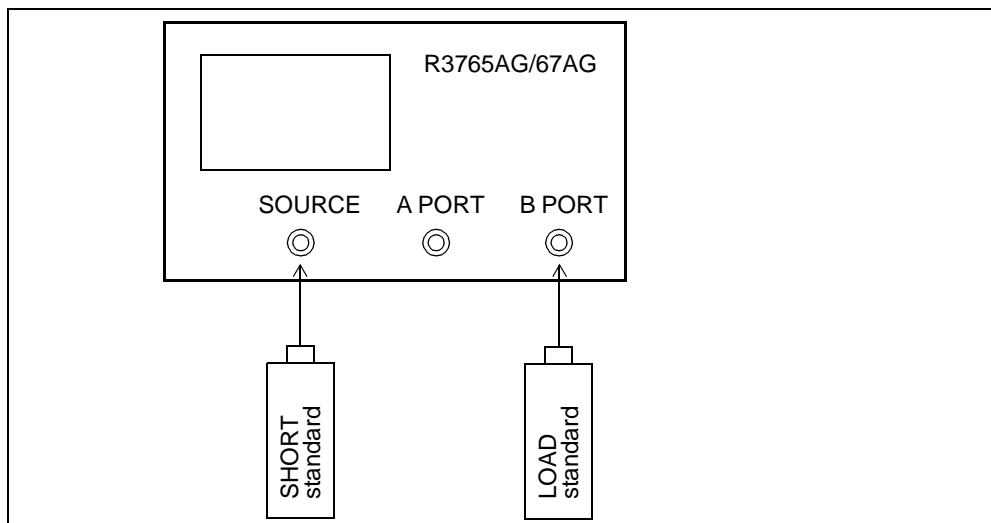 R3765AG/67AG
SOURCE A PORT B PORT
SHORT
standard
LOAD
standard